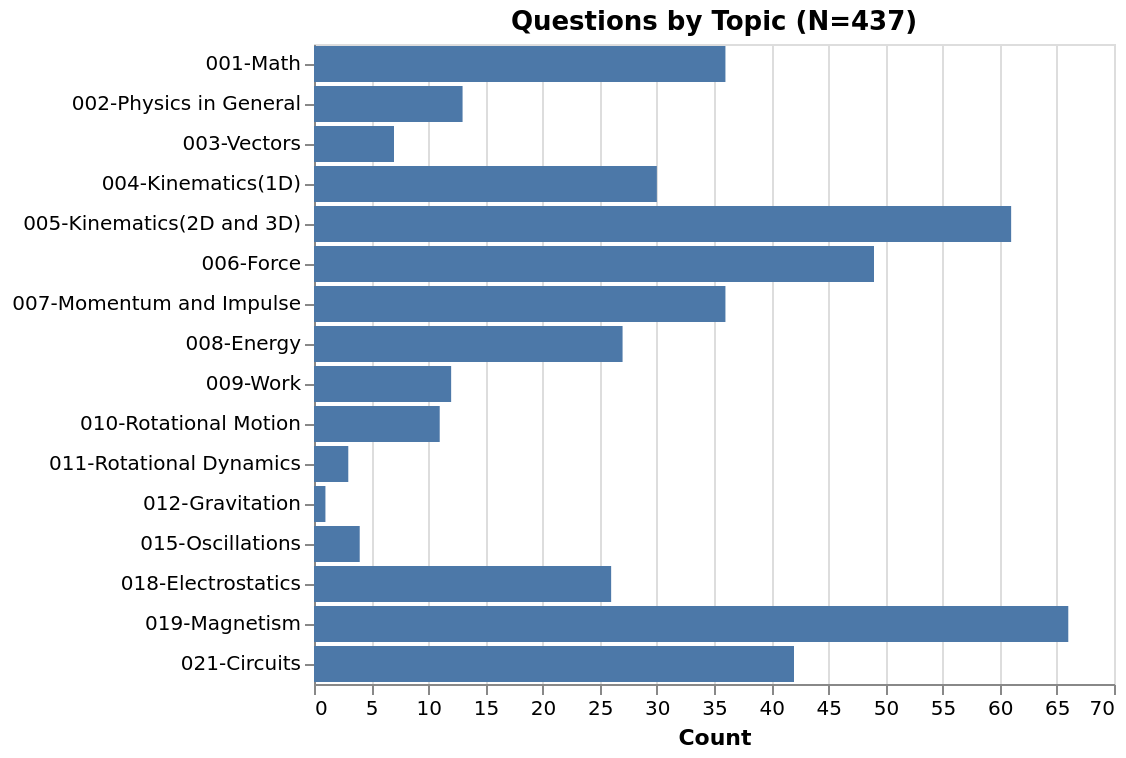 Questions by Topic (N=437)
001-Math
002-Physics in General
003-Vectors
004-Kinematics(1D)
005-Kinematics(2D and 3D)
006-Force
007-Momentum and Impulse
008-Energy
009-Work
010-Rotational Motion
011-Rotational Dynamics
012-Gravitation
015-Oscillations
018-Electrostatics
019-Magnetism
021-Circuits
0 5 10 15 20 25 30 35 40 45 50 55 60 65 70
Count